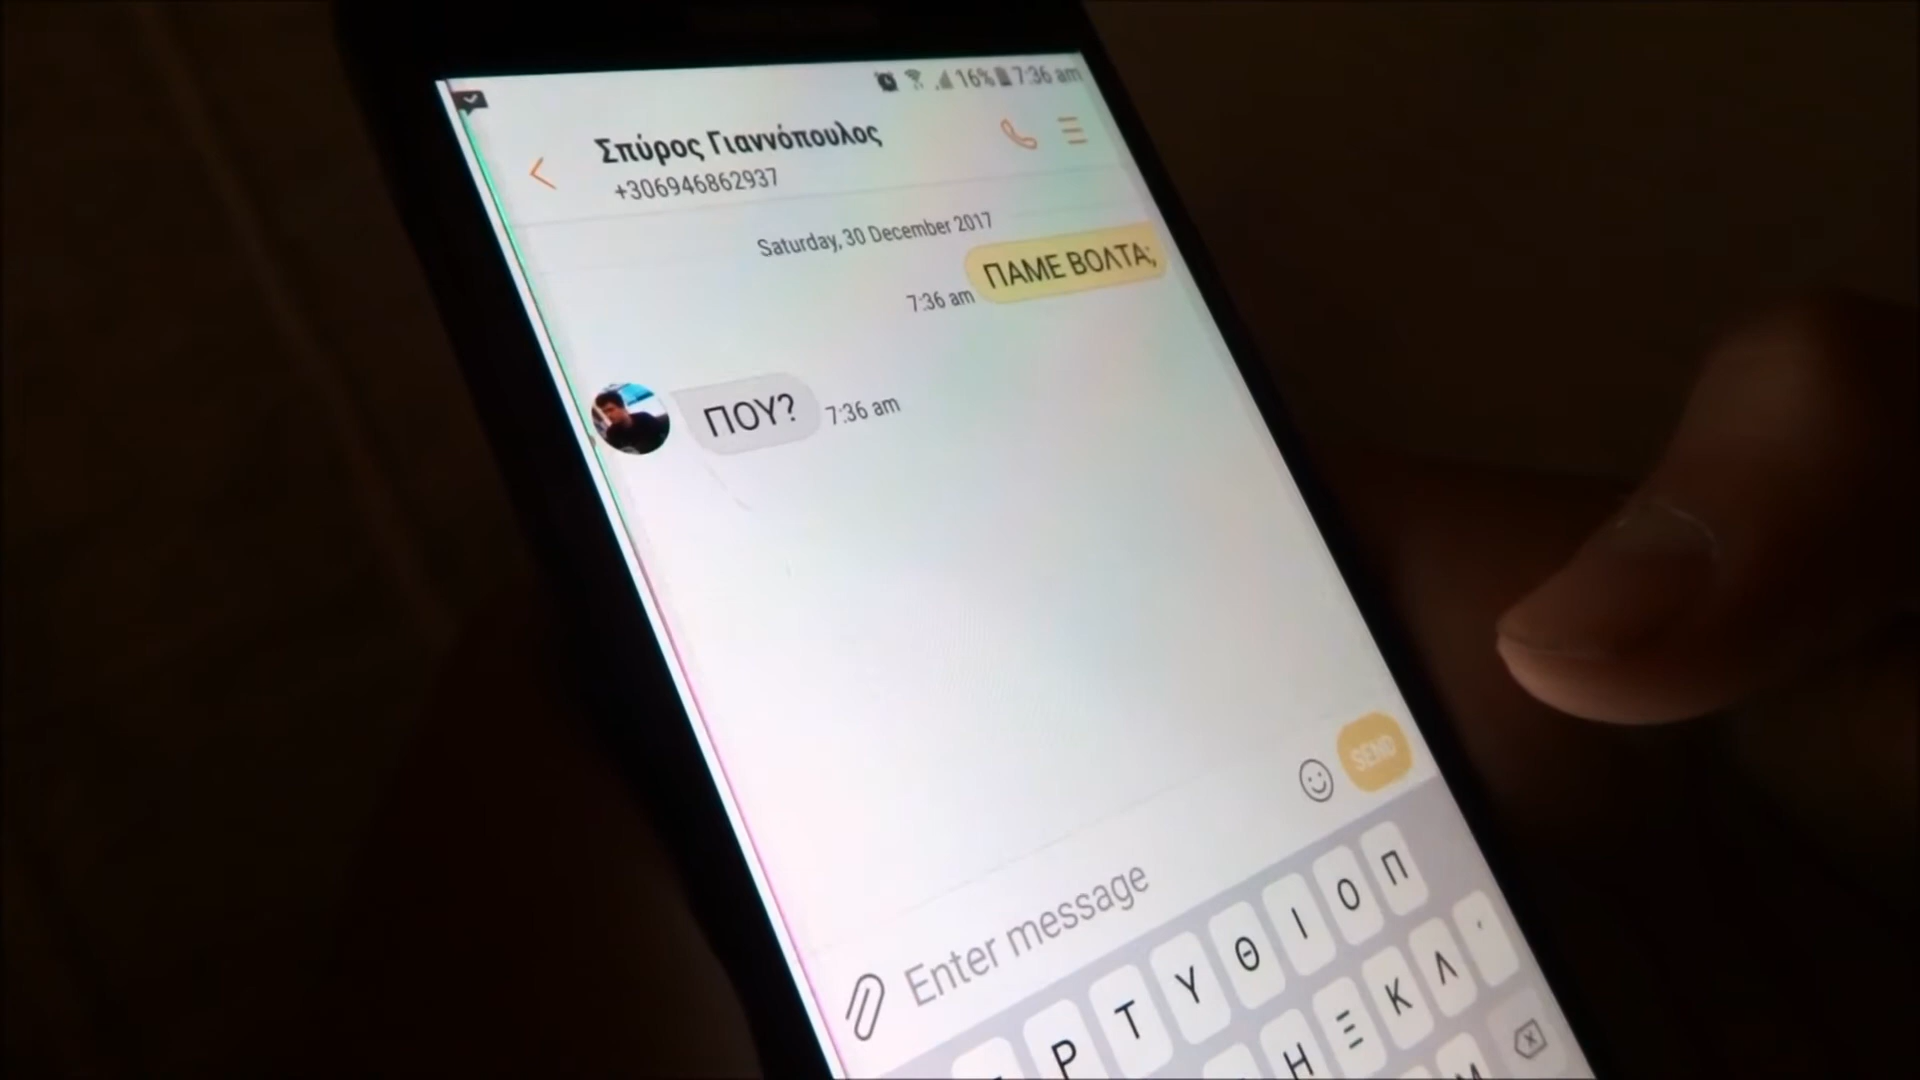 16% 7:36 am
Σπύρος Γιαννόπουλος
+306946862937
Saturday, 30 December 2017
ΠΑΜΕ ΒΟΛΤΑ;
7:36 am
ΠΟΥ? 7:36 am
SEND
Enter message
Ρ Τ Υ Θ Ι Ο Π
Η Ξ Κ Λ ΄
Μ